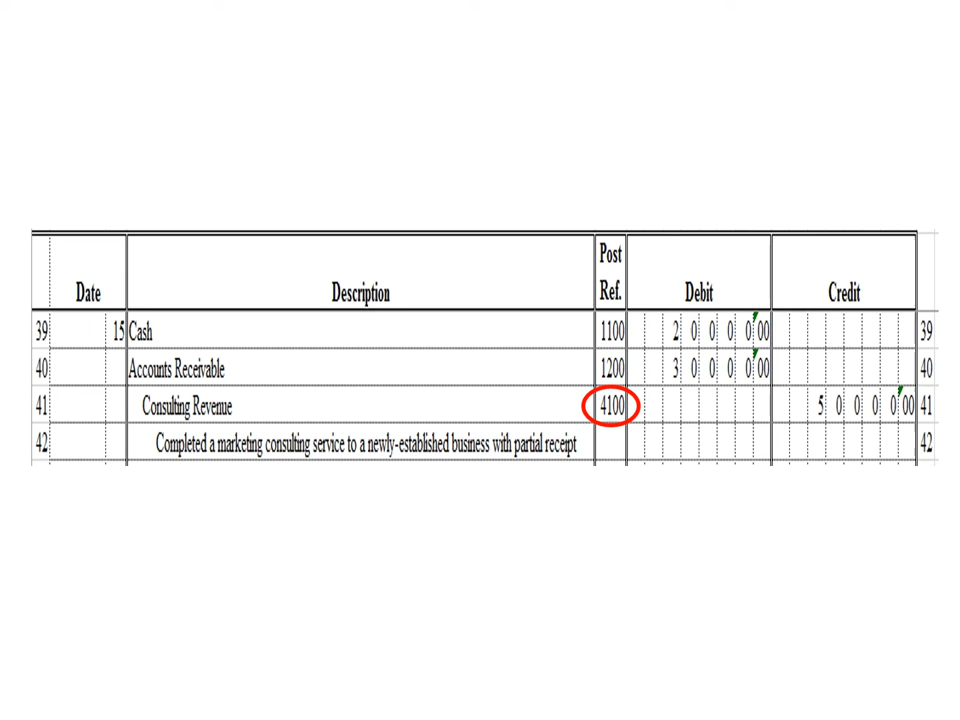 Date Description Post Ref. Debit Credit
39 15 Cash 1100 2 0 0 0 0 00 39
40 Accounts Receivable 1200 3 0 0 0 0 00 40
41 Consulting Revenue 4100 5 0 0 0 0 00 41
42 Completed a marketing consulting service to a newly-established business with partial receipt 42